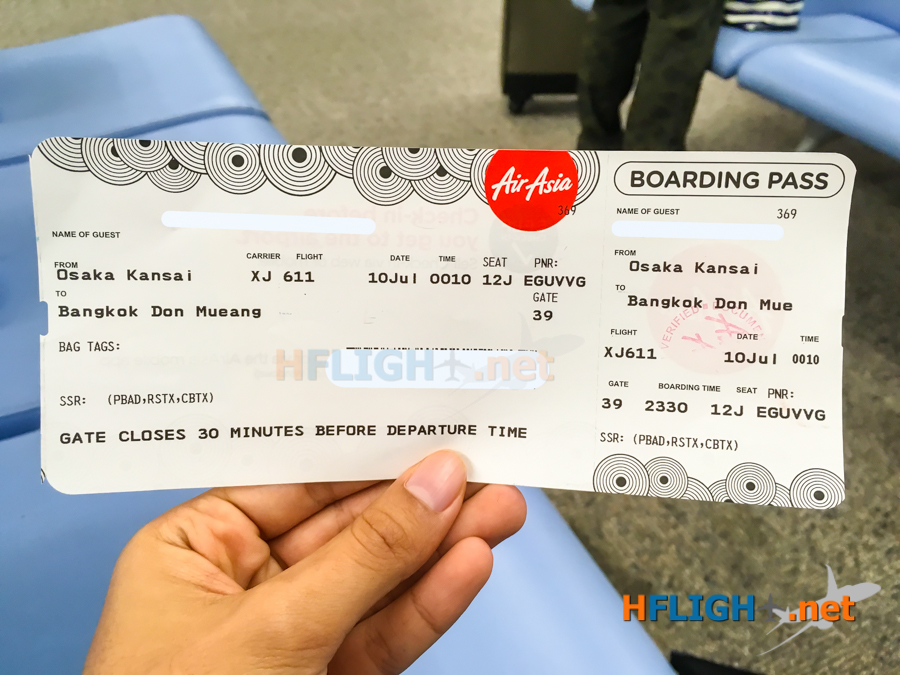 AirAsia
369
NAME OF GUEST
FROM CARRIER FLIGHT DATE TIME SEAT PNR:
Osaka Kansai XJ 611 10Jul 0010 12J EGUVVG
TO GATE
Bangkok Don Mueang 39
BAG TAGS:
HFLIGH.net
SSR: (PBAD,RSTX,CBTX)
GATE CLOSES 30 MINUTES BEFORE DEPARTURE TIME
BOARDING PASS
NAME OF GUEST 369
FROM
Osaka Kansai
TO
Bangkok Don Mue
VERIFIED
FLIGHT DATE TIME
XJ611 10Jul 0010
GATE BOARDING TIME SEAT PNR:
39 2330 12J EGUVVG
SSR: (PBAD,RSTX,CBTX)
HFLIGH.net